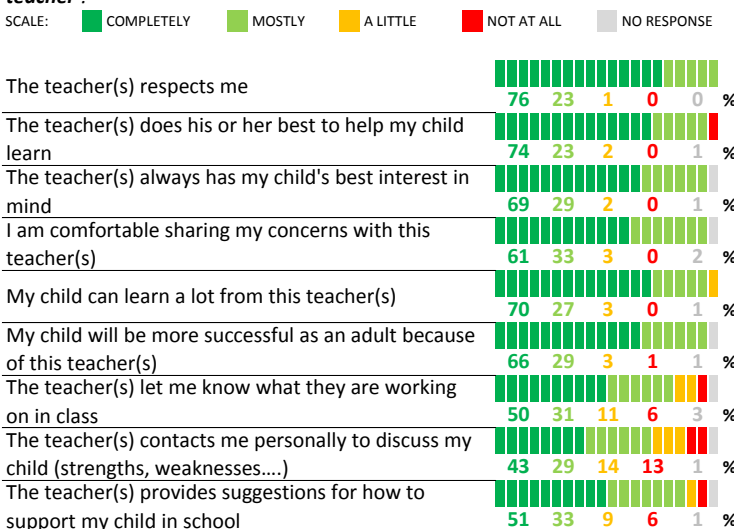 teacher".
SCALE: COMPLETELY MOSTLY A LITTLE NOT AT ALL NO RESPONSE
The teacher(s) respects me
76 23 1 0 0 %
The teacher(s) does his or her best to help my child
learn
74 23 2 0 1 %
The teacher(s) always has my child's best interest in
mind
69 29 2 0 1 %
I am comfortable sharing my concerns with this
teacher(s)
61 33 3 0 2 %
My child can learn a lot from this teacher(s)
70 27 3 0 1 %
My child will be more successful as an adult because
of this teacher(s)
66 29 3 1 1 %
The teacher(s) let me know what they are working
on in class
50 31 11 6 3 %
The teacher(s) contacts me personally to discuss my
child (strengths, weaknesses....)
43 29 14 13 1 %
The teacher(s) provides suggestions for how to
support my child in school
51 33 9 6 1 %